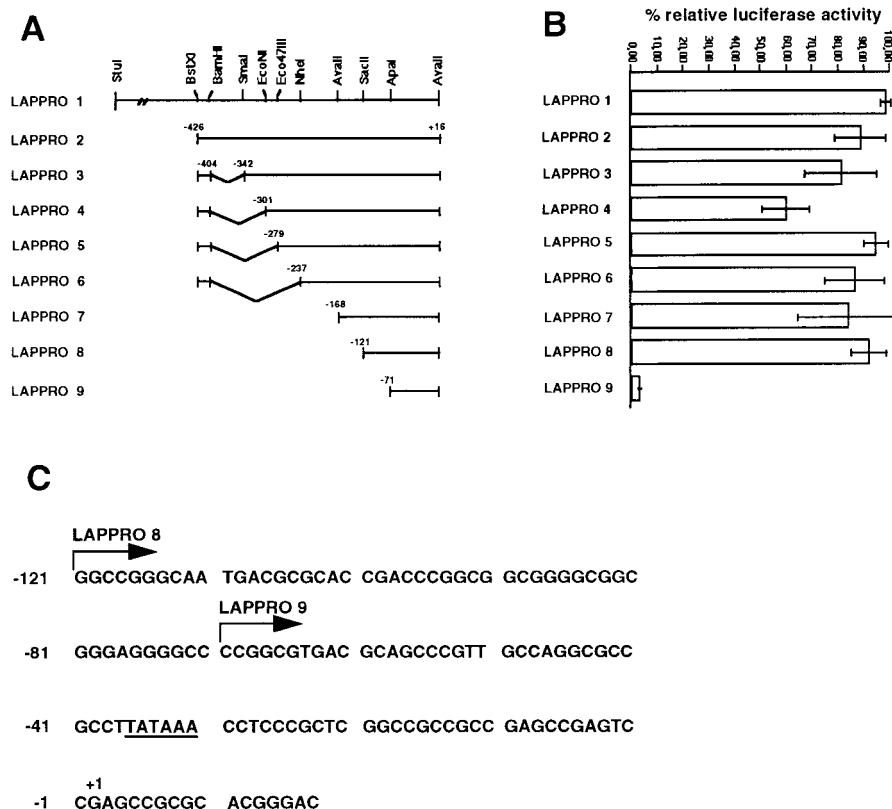 A
StuI
BstXI
BamHI
SmaI
EcoNI
Eco47III
NheI
AvaII
SacII
ApaI
AvaII
LAPPRO 1
LAPPRO 2
-426
+16
LAPPRO 3
-404
-342
LAPPRO 4
-301
LAPPRO 5
-279
LAPPRO 6
-237
LAPPRO 7
-168
LAPPRO 8
-121
LAPPRO 9
-71
B
% relative luciferase activity
0,00
10,00
20,00
30,00
40,00
50,00
60,00
70,00
80,00
90,00
100,00
LAPPRO 1
LAPPRO 2
LAPPRO 3
LAPPRO 4
LAPPRO 5
LAPPRO 6
LAPPRO 7
LAPPRO 8
LAPPRO 9
C
LAPPRO 8
-121 GGCCGGGCAA TGACGCGCAC CGACCCGGCG GCGGGGCGGC
LAPPRO 9
-81 GGGAGGGGCC CCGGCGTGAC GCAGCCCGTT GCCAGGCGCC
-41 GCCTTATAAA CCTCCCGCTC GGCCGCCGCC GAGCCGAGTC
+1
-1 CGAGCCGCGC ACGGGAC